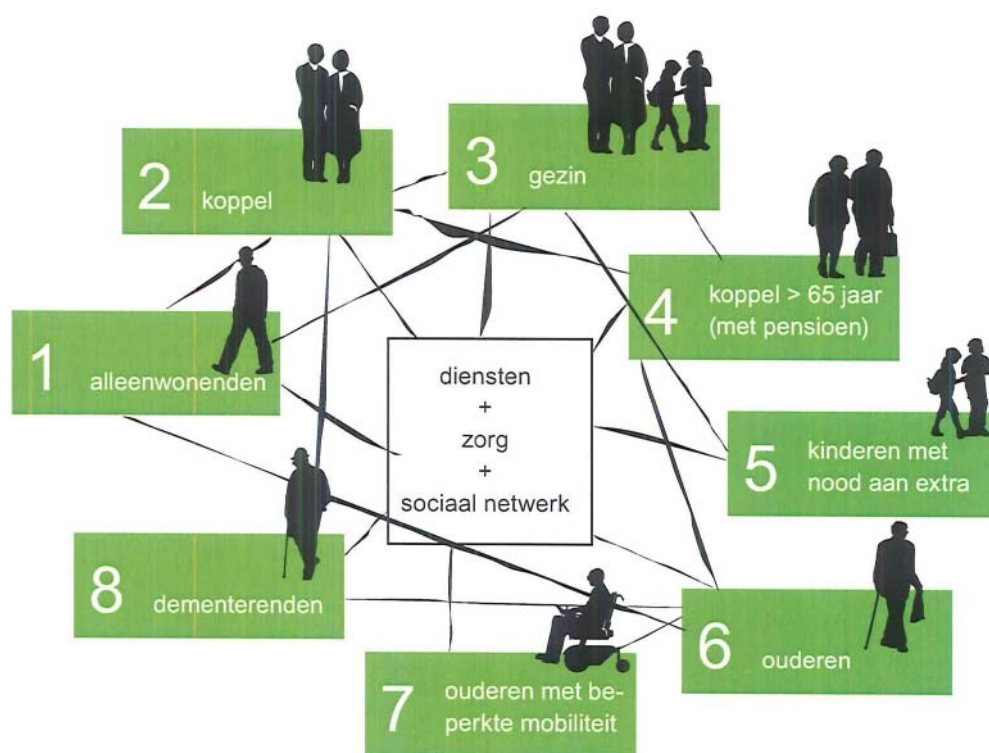 1 alleenwonenden
2 koppel
3 gezin
4 koppel > 65 jaar
(met pensioen)
5 kinderen met
nood aan extra
6 ouderen
7 ouderen met be-
perkte mobiliteit
8 dementerenden
diensten
+
zorg
+
sociaal netwerk